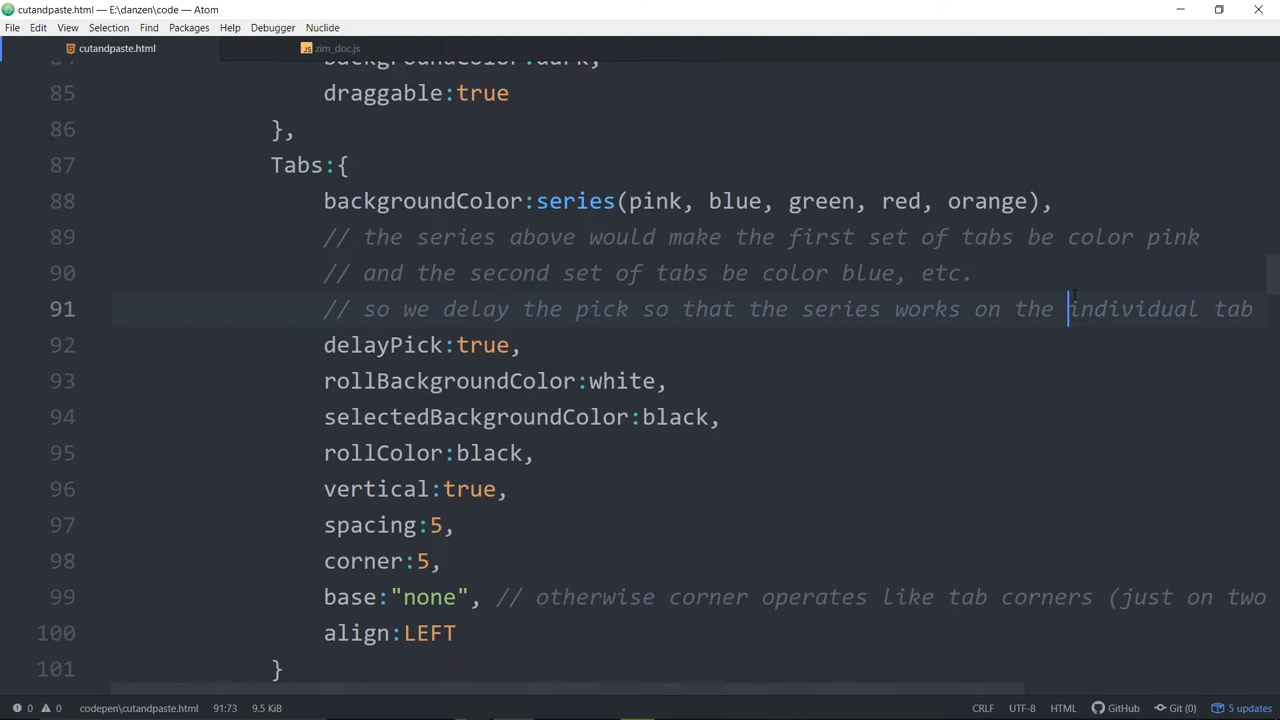 cutandpaste.html — E:\danzen\code — Atom
File Edit View Selection Find Packages Help Debugger Nuclide
cutandpaste.html zim_doc.js
84 backgroundColor:dark,
85 draggable:true
86 },
87 Tabs:{
88 backgroundColor:series(pink, blue, green, red, orange),
89 // the series above would make the first set of tabs be color pink
90 // and the second set of tabs be color blue, etc.
91 // so we delay the pick so that the series works on the individual tab
92 delayPick:true,
93 rollBackgroundColor:white,
94 selectedBackgroundColor:black,
95 rollColor:black,
96 vertical:true,
97 spacing:5,
98 corner:5,
99 base:"none", // otherwise corner operates like tab corners (just on two
100 align:LEFT
101 }
0 0 codepen\cutandpaste.html 91:73 9.5 KiB CRLF UTF-8 HTML GitHub Git (0) 5 updates